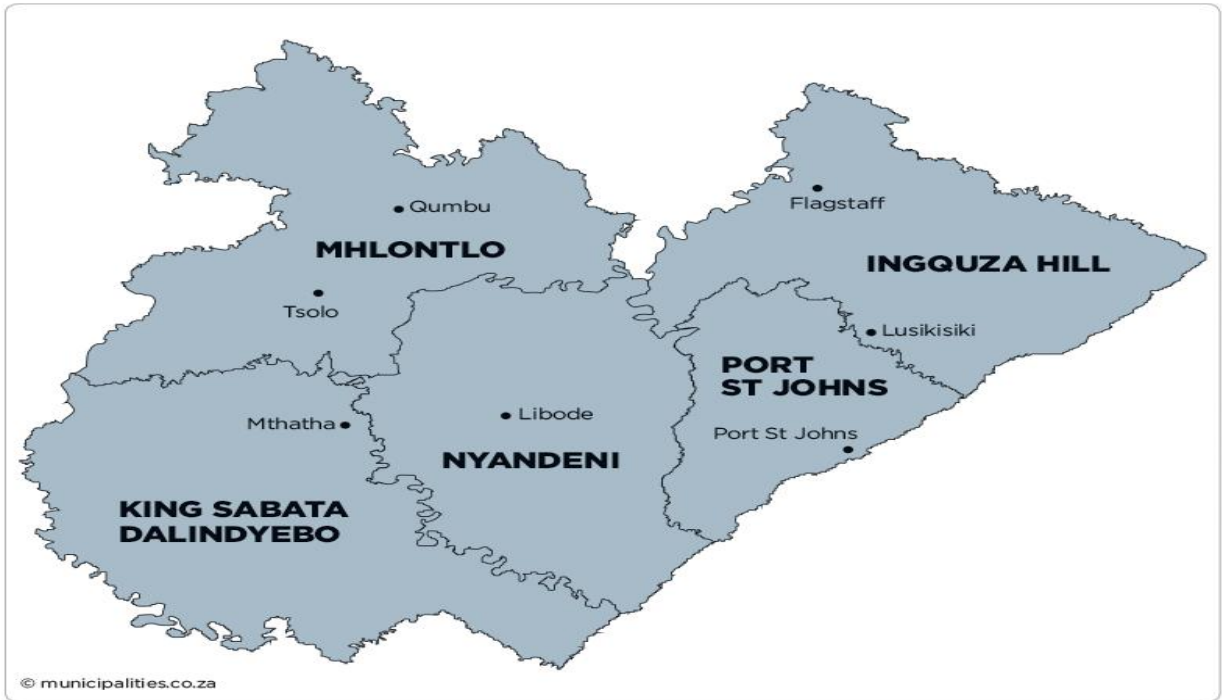 Qumbu
MHLONTLO
Tsolo
Flagstaff
INGQUZA HILL
Lusikisiki
PORT
ST JOHNS
Port St Johns
Libode
NYANDENI
Mthatha
KING SABATA
DALINDYEBO
© municipalities.co.za